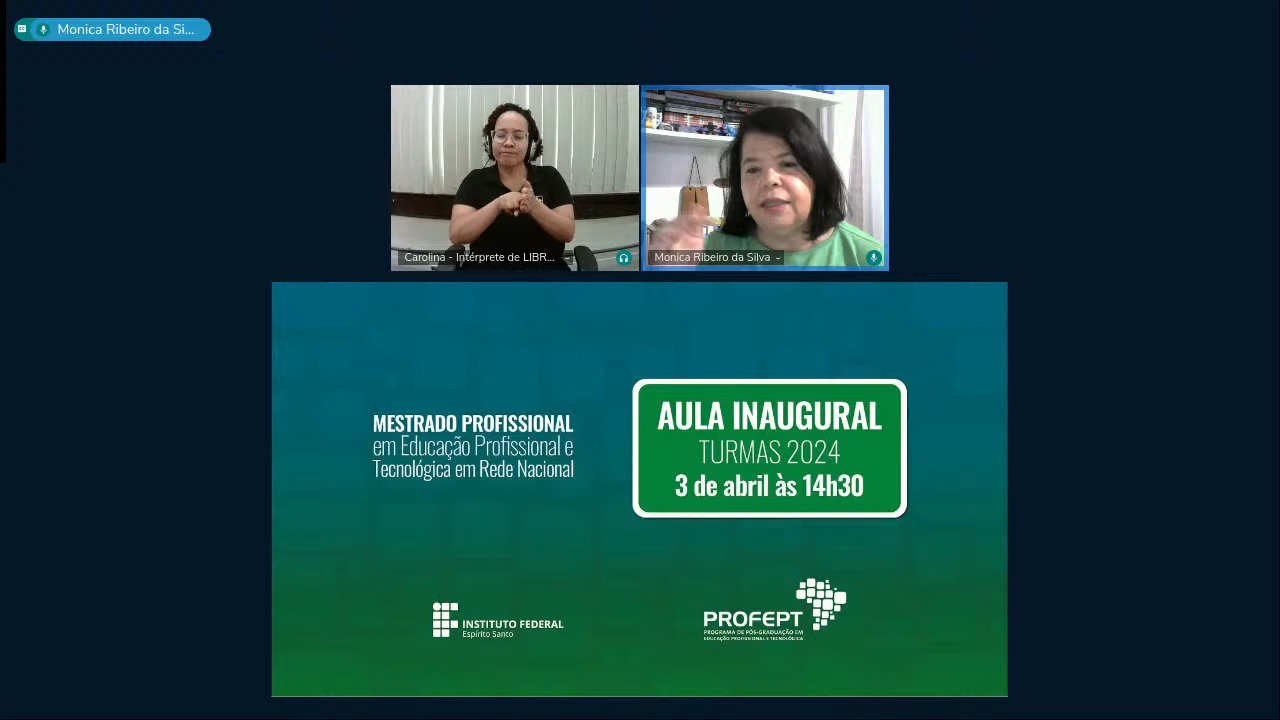 Monica Ribeiro da Si...
Carolina - Intérprete de LIBR...
Monica Ribeiro da Silva
MESTRADO PROFISSIONAL
em Educação Profissional e
Tecnológica em Rede Nacional
AULA INAUGURAL
TURMAS 2024
3 de abril às 14h30
INSTITUTO FEDERAL
Espírito Santo
PROFEPT
PROGRAMA DE PÓS-GRADUAÇÃO EM
EDUCAÇÃO PROFISSIONAL E TECNOLÓGICA